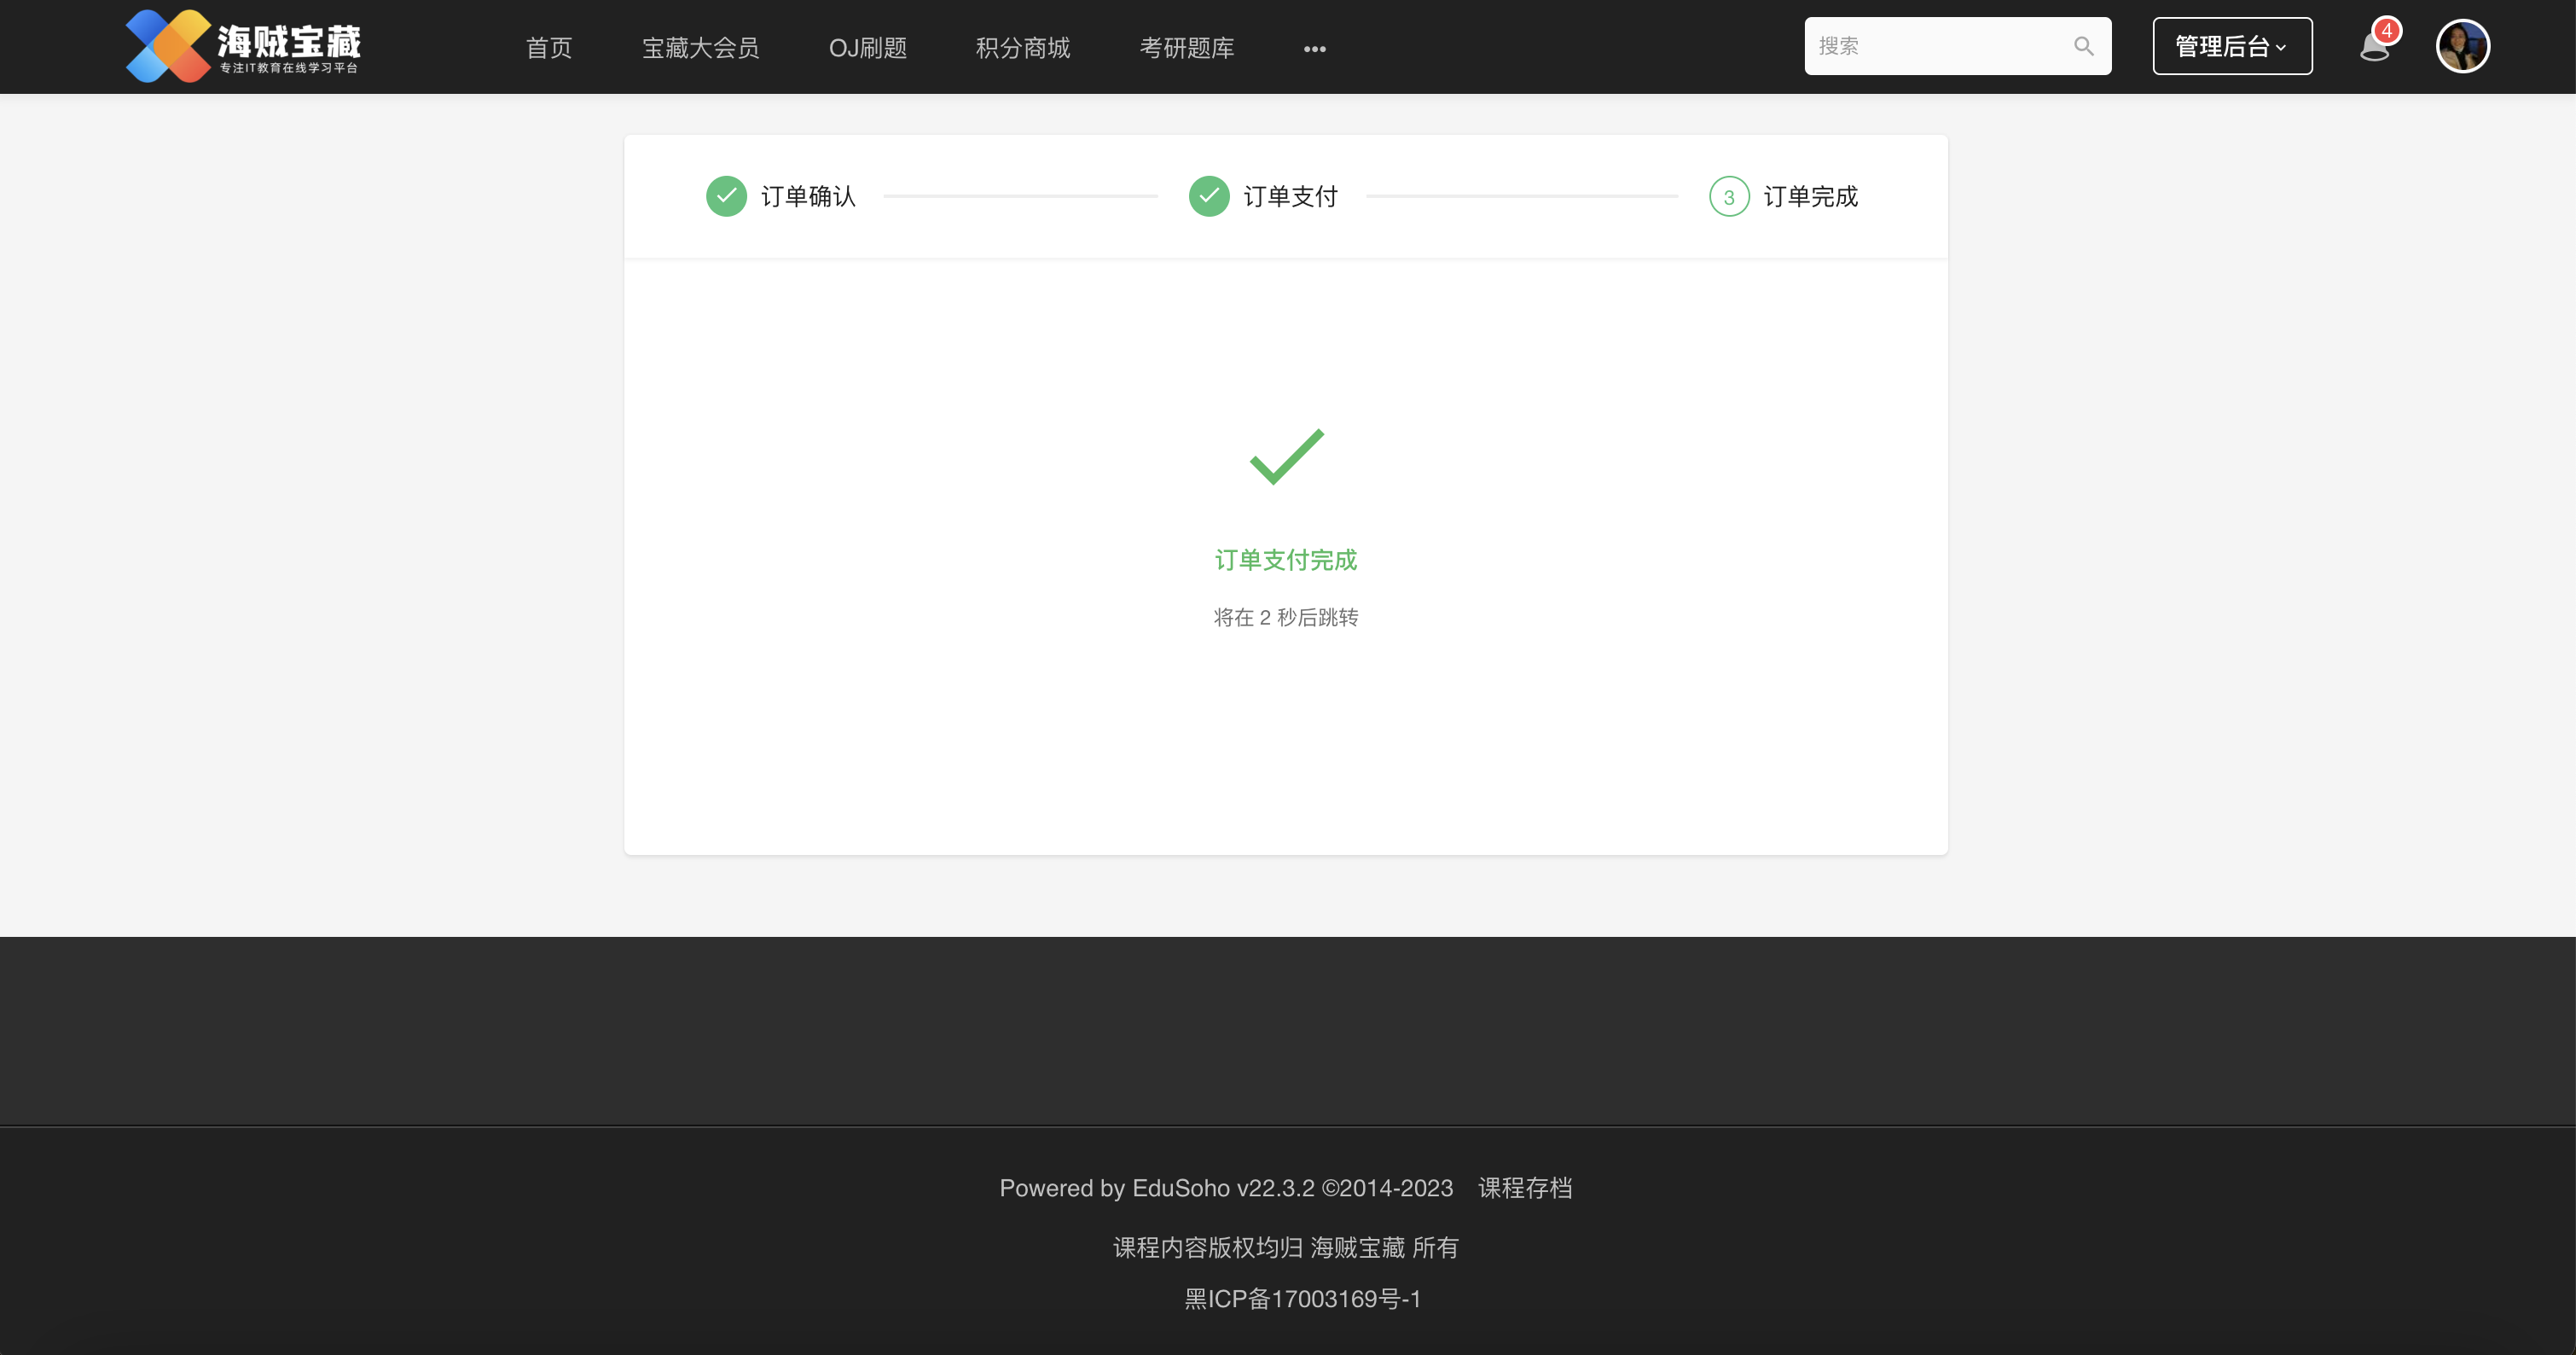 海贼宝藏
专注IT教育在线学习平台
首页 宝藏大会员 OJ刷题 积分商城 考研题库 •••
搜索
管理后台
4
订单确认 订单支付 3 订单完成
订单支付完成
将在 2 秒后跳转
Powered by EduSoho v22.3.2 ©2014-2023 课程存档
课程内容版权均归 海贼宝藏 所有
黑ICP备17003169号-1